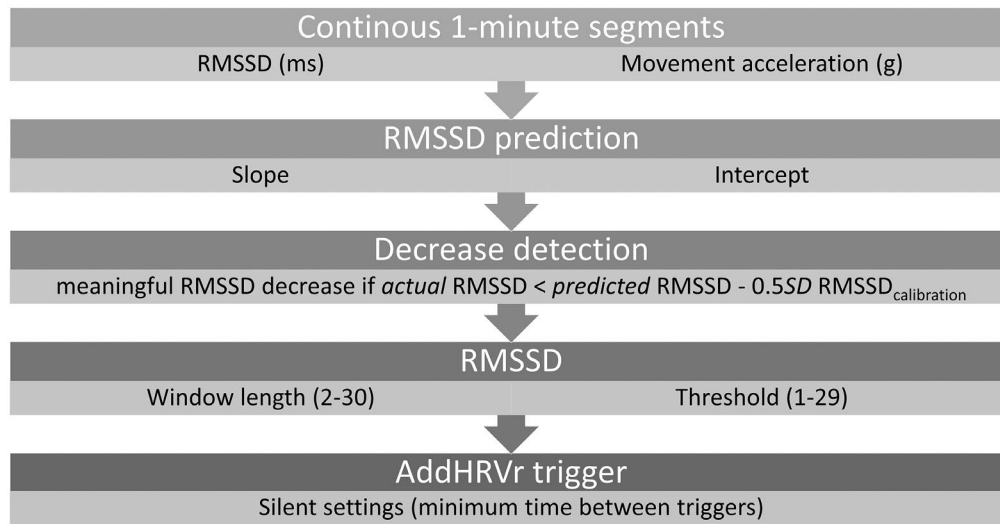 Continous 1-minute segments
RMSSD (ms) Movement acceleration (g)
RMSSD prediction
Slope Intercept
Decrease detection
meaningful RMSSD decrease if actual RMSSD < predicted RMSSD - 0.5SD RMSSDcalibration
RMSSD
Window length (2-30) Threshold (1-29)
AddHRVr trigger
Silent settings (minimum time between triggers)